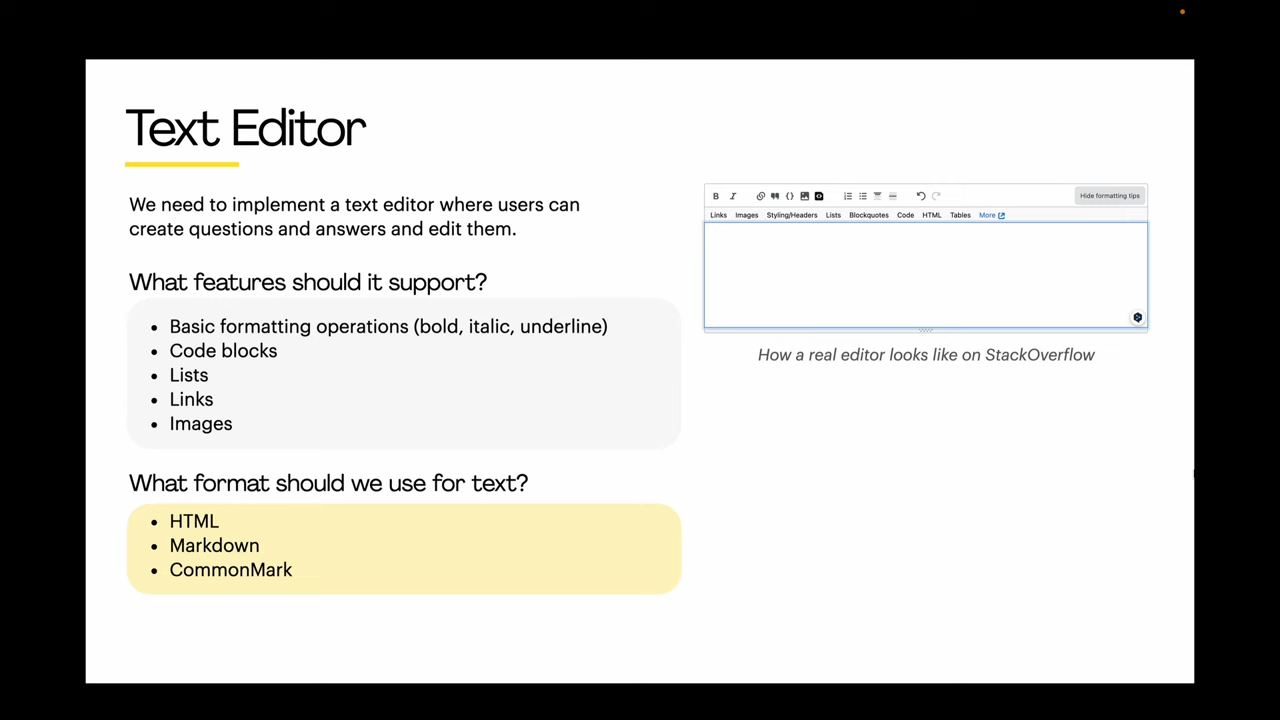 Text Editor
We need to implement a text editor where users can
create questions and answers and edit them.
What features should it support?
• Basic formatting operations (bold, italic, underline)
• Code blocks
• Lists
• Links
• Images
What format should we use for text?
• HTML
• Markdown
• CommonMark
B I {} Hide formatting tips
Links Images Styling/Headers Lists Blockquotes Code HTML Tables More
How a real editor looks like on StackOverflow